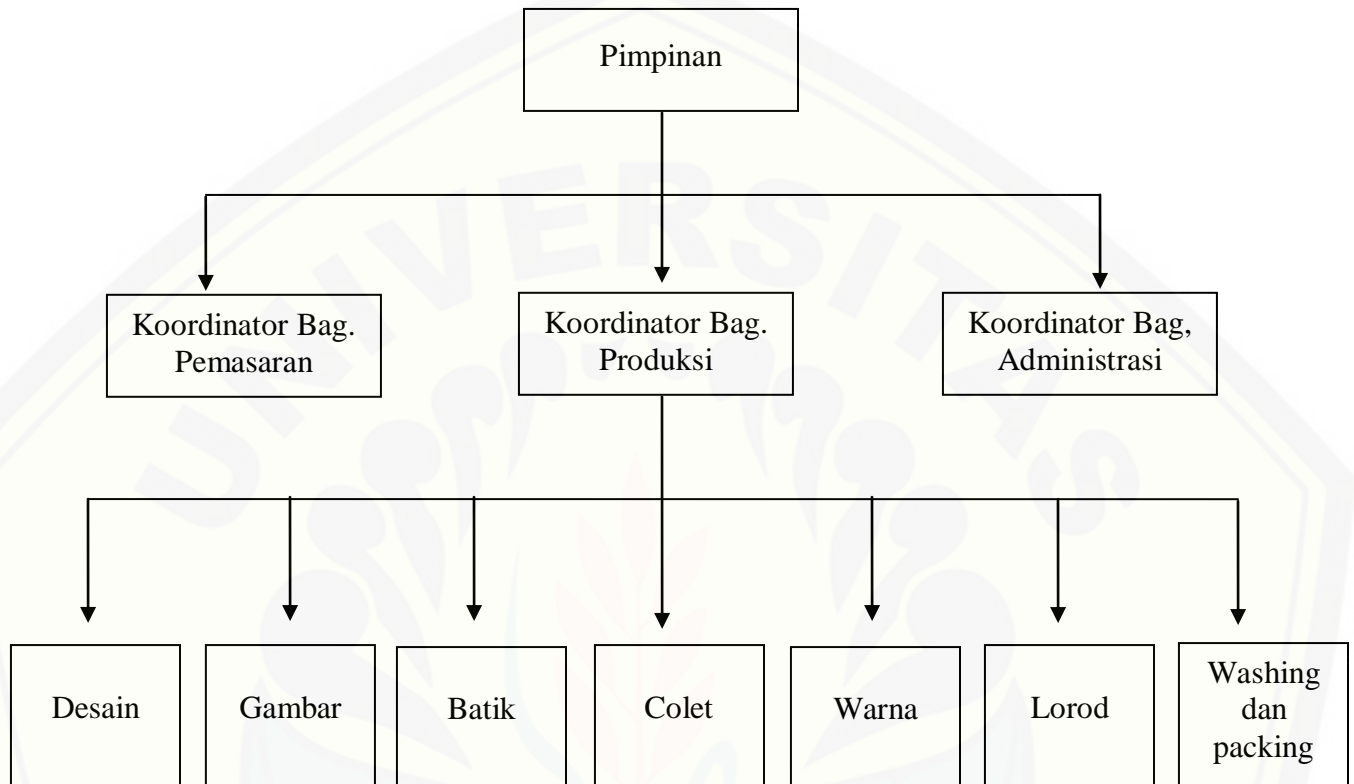 UNIVERSITAS
Pimpinan
Koordinator Bag.
Pemasaran
Koordinator Bag.
Produksi
Koordinator Bag,
Administrasi
Desain
Gambar
Batik
Colet
Warna
Lorod
Washing
dan
packing